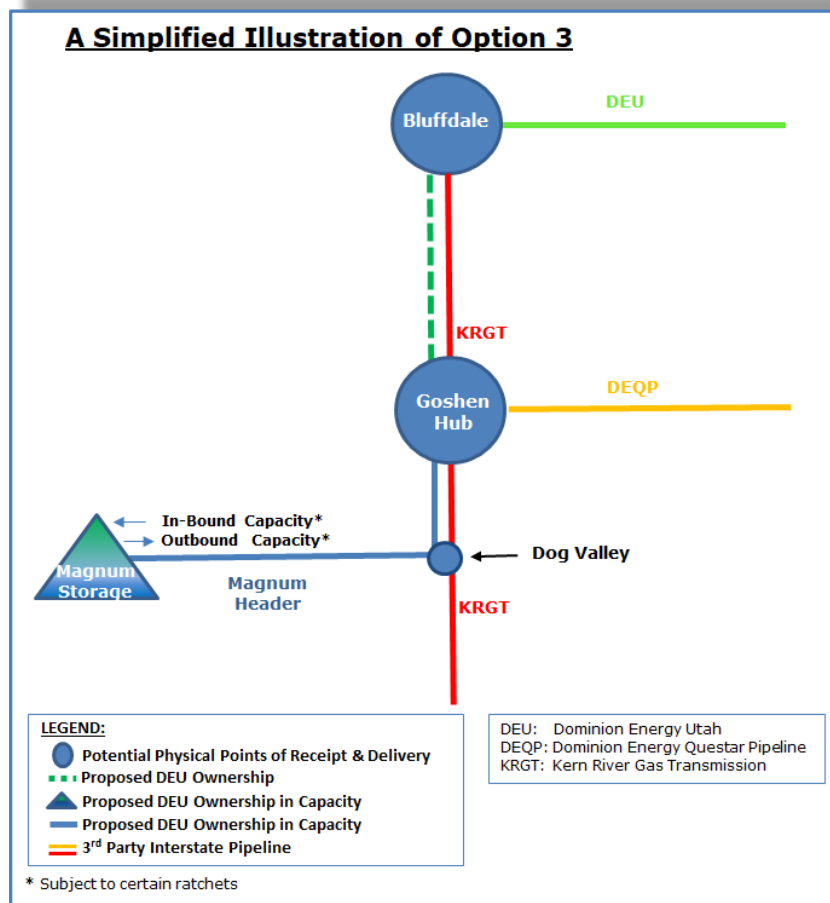 A Simplified Illustration of Option 3
Bluffdale
DEU
KRGT
Goshen
Hub
DEQP
In-Bound Capacity*
Outbound Capacity*
Magnum
Storage
Magnum
Header
Dog Valley
KRGT
LEGEND:
Potential Physical Points of Receipt & Delivery
Proposed DEU Ownership
Proposed DEU Ownership in Capacity
Proposed DEU Ownership in Capacity
3rd Party Interstate Pipeline
DEU: Dominion Energy Utah
DEQP: Dominion Energy Questar Pipeline
KRGT: Kern River Gas Transmission
* Subject to certain ratchets